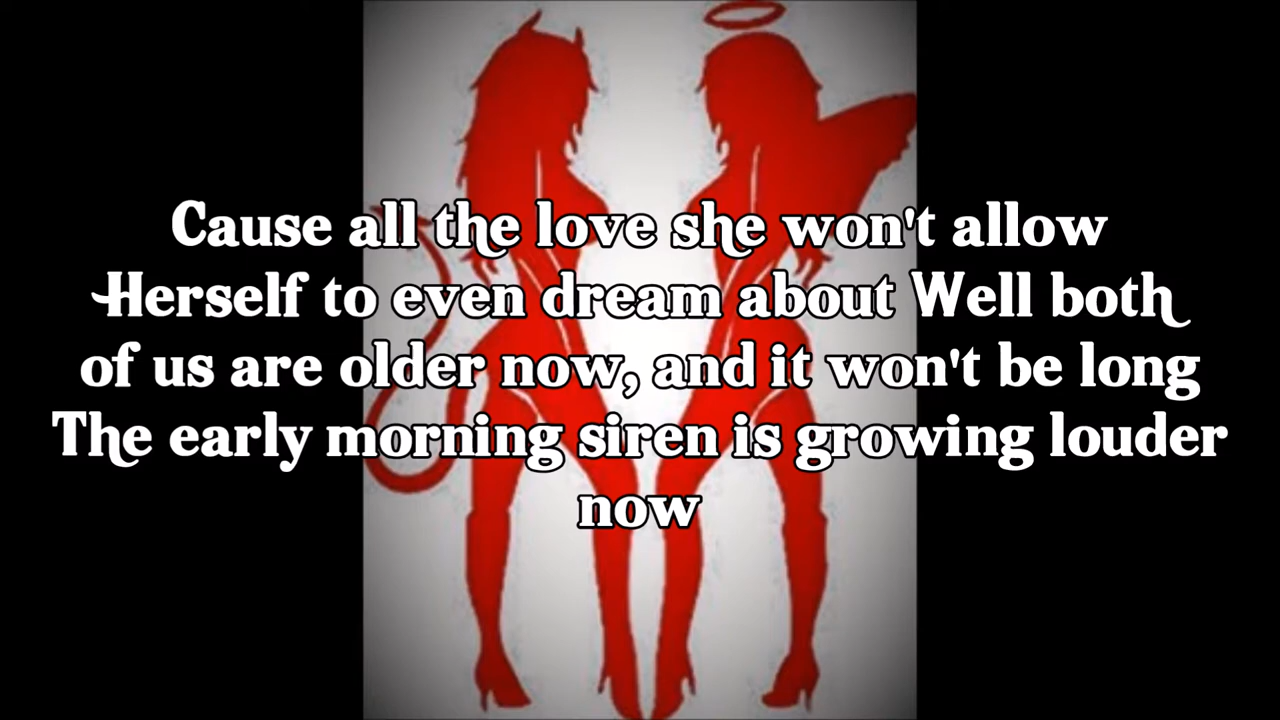 Cause all the love she won't allow
Herself to even dream about Well both
of us are older now, and it won't be long
The early morning siren is growing louder
now